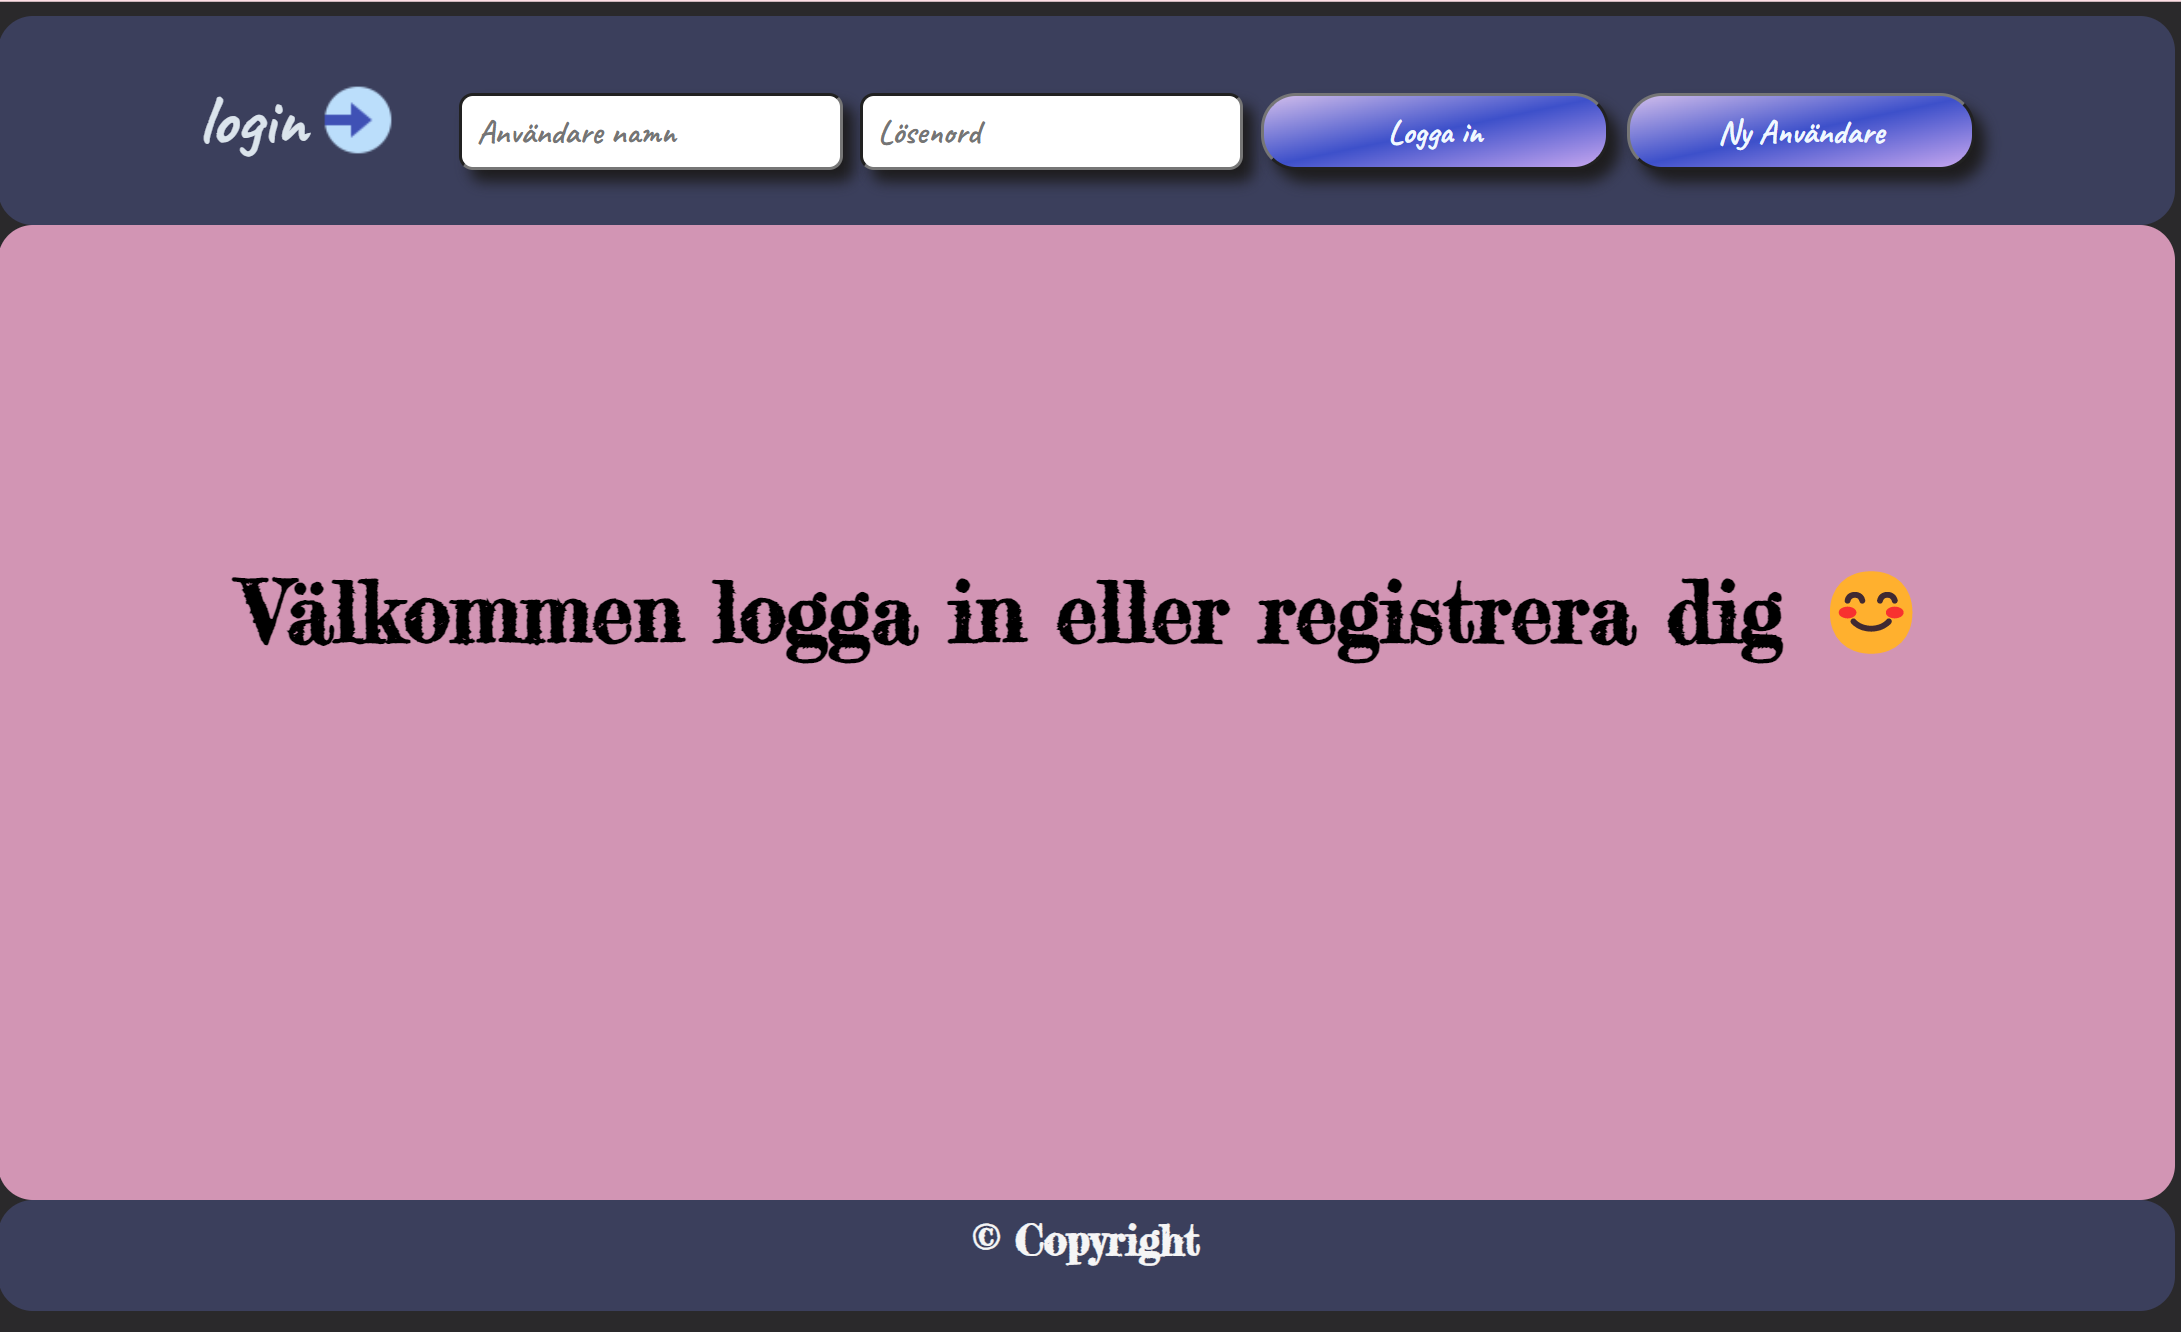 login
Användare namn
Lösenord
Logga in
Ny Användare
Välkommen logga in eller registrera dig 😊
© Copyright